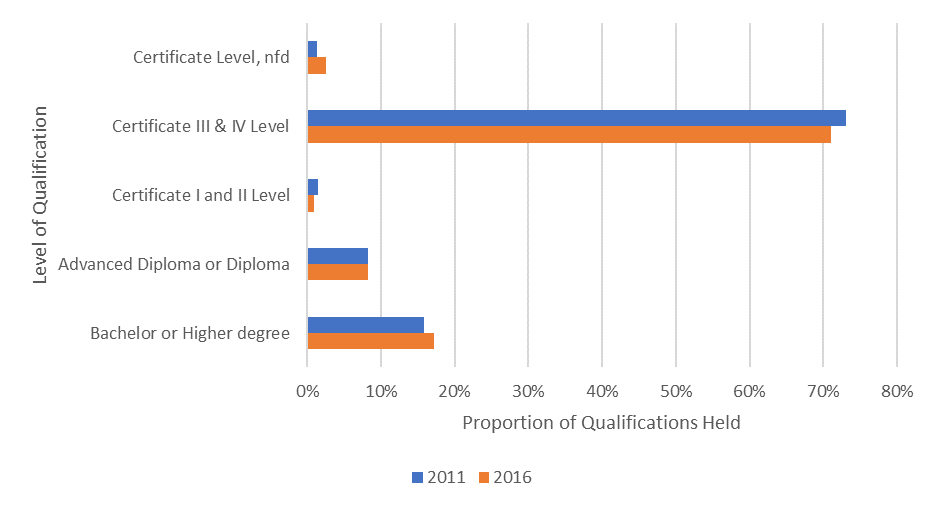 Level of Qualification
Certificate Level, nfd
Certificate III & IV Level
Certificate I and II Level
Advanced Diploma or Diploma
Bachelor or Higher degree
0% 10% 20% 30% 40% 50% 60% 70% 80%
Proportion of Qualifications Held
2011 2016